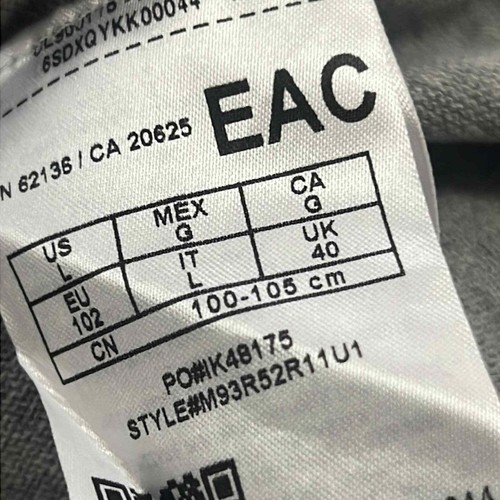 6SDXQYKK00044
EAC
N 62136 / CA 20625
US MEX CA
L G G
EU IT UK
102 L 40
CN 100-105 cm
PO#IK48175
STYLE#M93R52R11U1